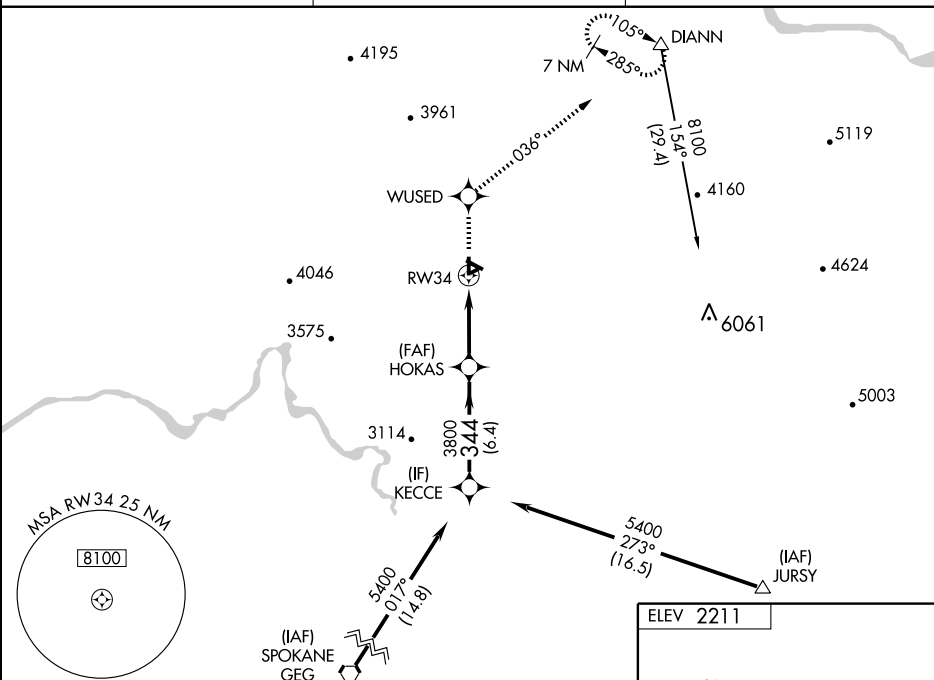 105°
DIANN
4195
7 NM
285°
3961
036°
8100
154°
(29.4)
5119
WUSED
4160
4046
RW34
4624
3575
6061
(FAF)
HOKAS
5003
3114
3800
344
(6.4)
(IF)
KECCE
MSA RW34 25 NM
8100
5400
273°
(16.5)
(IAF)
JURSY
5400
017°
(14.8)
ELEV 2211
(IAF)
SPOKANE
GEG